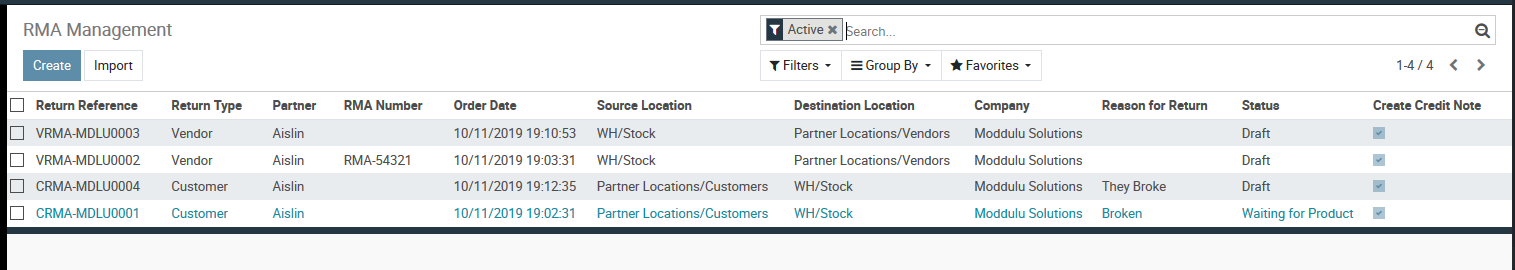 RMA Management
Active ✖ Search...
Create Import
Filters Group By Favorites 1-4 / 4
Return Reference Return Type Partner RMA Number Order Date Source Location Destination Location Company Reason for Return Status Create Credit Note
VRMA-MDLU0003 Vendor Aislin 10/11/2019 19:10:53 WH/Stock Partner Locations/Vendors Moddulu Solutions Draft
VRMA-MDLU0002 Vendor Aislin RMA-54321 10/11/2019 19:03:31 WH/Stock Partner Locations/Vendors Moddulu Solutions Draft
CRMA-MDLU0004 Customer Aislin 10/11/2019 19:12:35 Partner Locations/Customers WH/Stock Moddulu Solutions They Broke Draft
CRMA-MDLU0001 Customer Aislin 10/11/2019 19:02:31 Partner Locations/Customers WH/Stock Moddulu Solutions Broken Waiting for Product